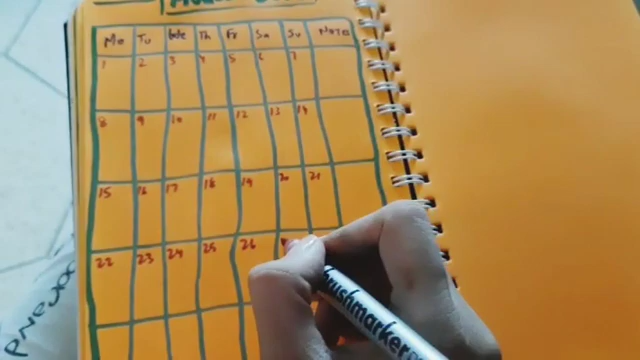 Mo Tu We Th Fr Sa Su Notes
1 2 3 4 5 6 7
8 9 10 11 12 13 14
15 16 17 18 19 20 21
22 23 24 25 26
brushmarker